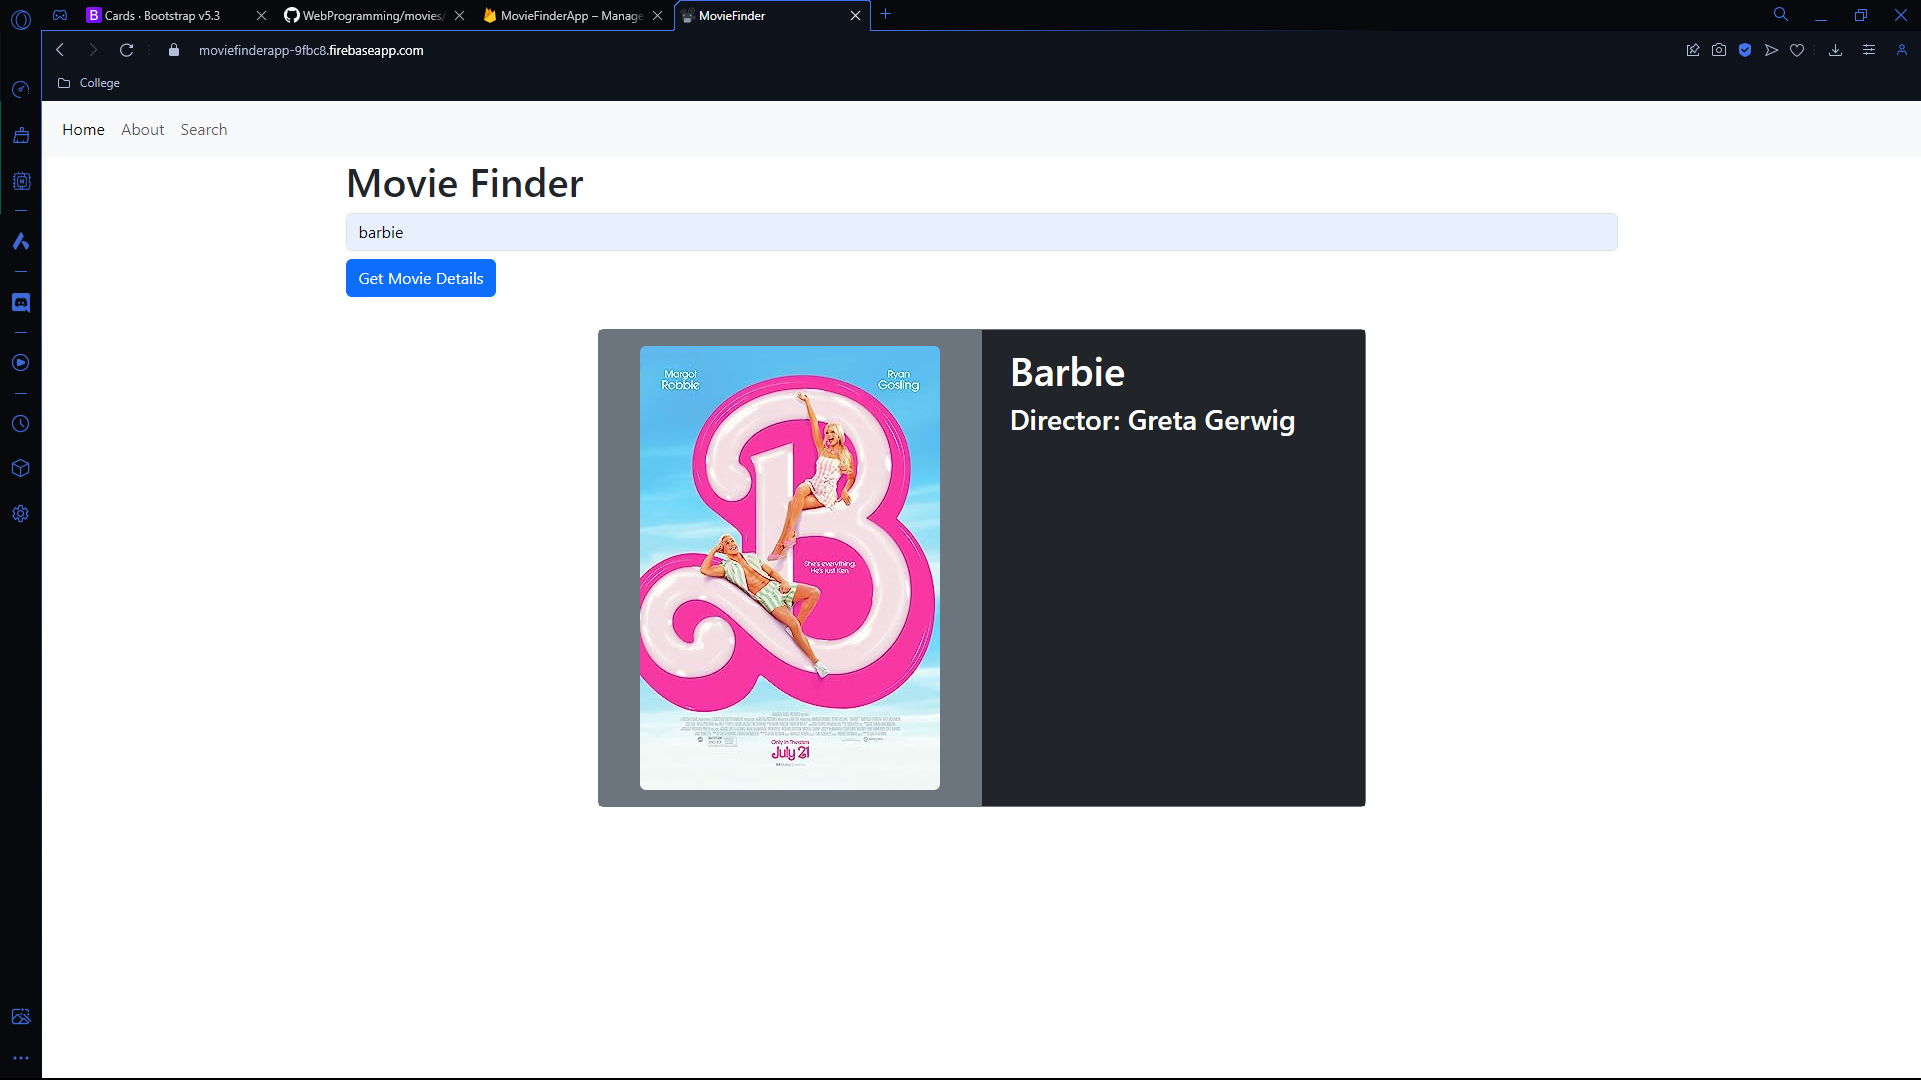 Cards · Bootstrap v5.3
WebProgramming/movies/
MovieFinderApp – Manage
MovieFinder
moviefinderapp-9fbc8.firebaseapp.com
College
Home About Search
Movie Finder
barbie
Get Movie Details
Margot
Robbie
Ryan
Gosling
She's everything.
He's just Ken.
Only in Theaters
July 21
Barbie
Director: Greta Gerwig